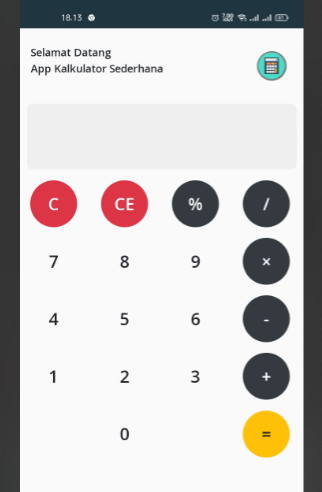 18.13
Selamat Datang
App Kalkulator Sederhana
C CE % /
7 8 9 ×
4 5 6 -
1 2 3 +
0 =